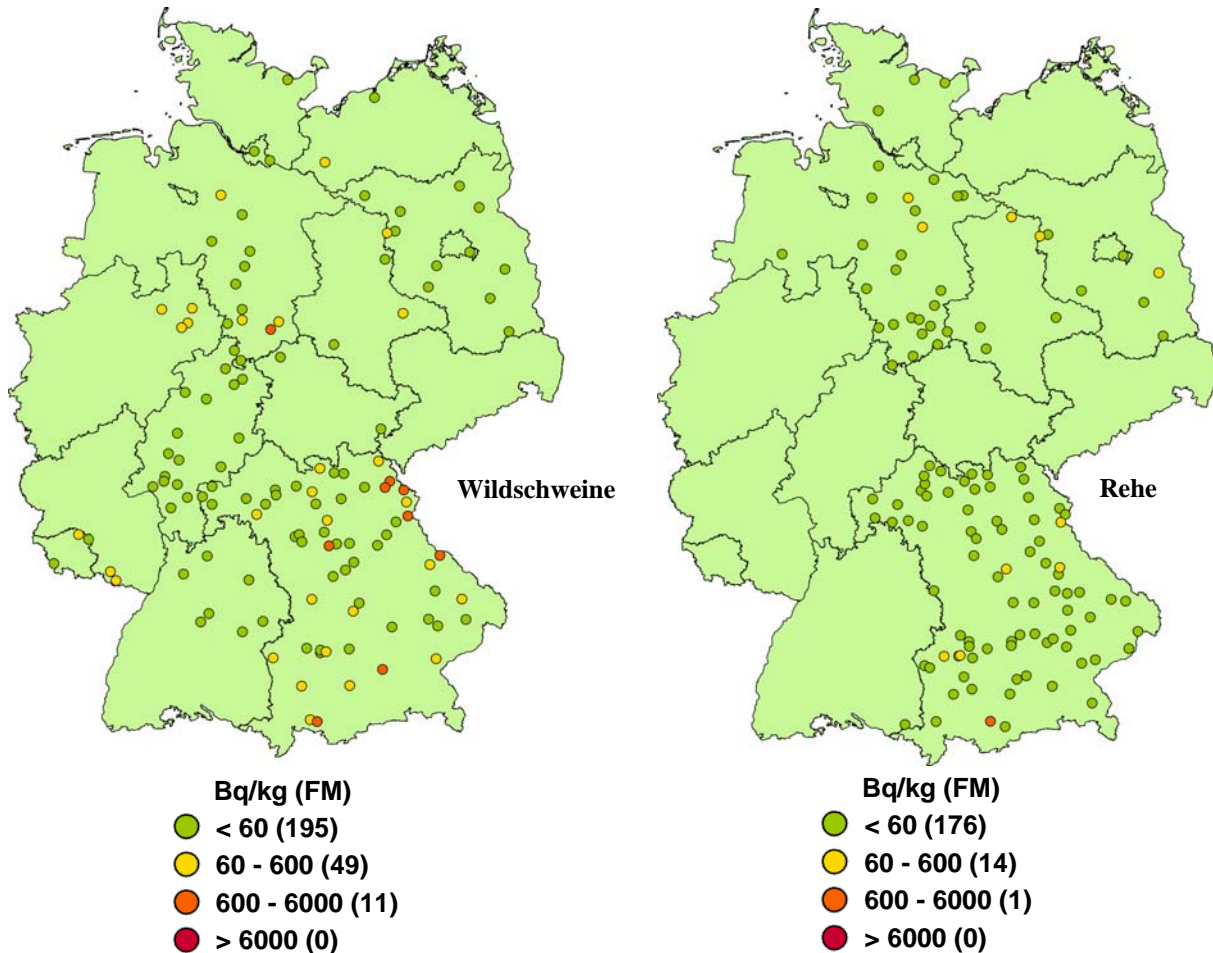 Wildschweine
Bq/kg (FM)
< 60 (195)
60 - 600 (49)
600 - 6000 (11)
> 6000 (0)
Rehe
Bq/kg (FM)
< 60 (176)
60 - 600 (14)
600 - 6000 (1)
> 6000 (0)